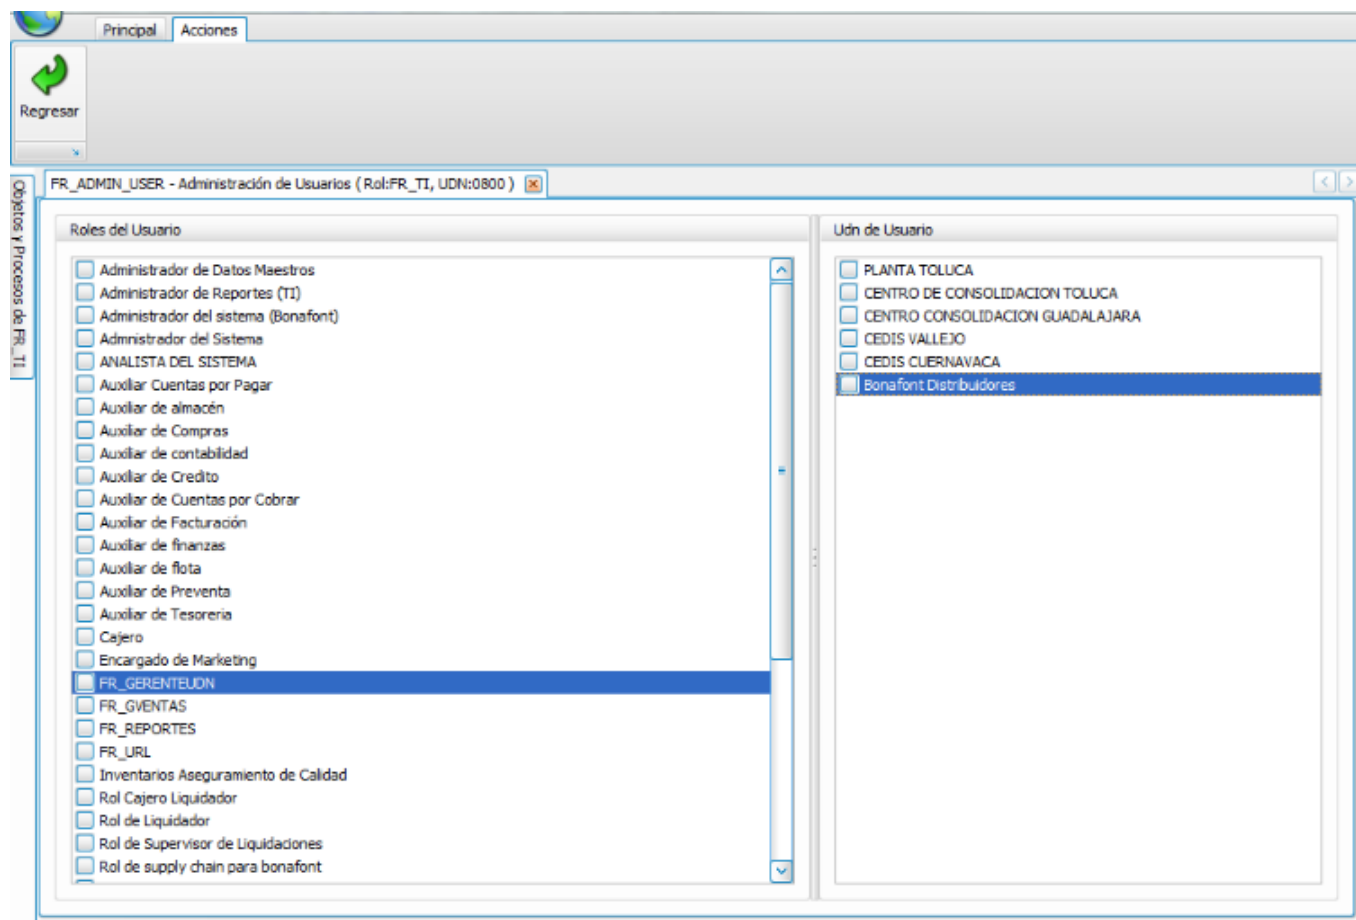 Principal
Acciones
Regresar
Objetos y Procesos de FR_TI
FR_ADMIN_USER - Administración de Usuarios ( Rol:FR_TI, UDN:0800 )
Roles del Usuario
Administrador de Datos Maestros
Administrador de Reportes (TI)
Administrador del sistema (Bonafont)
Admnistrador del Sistema
ANALISTA DEL SISTEMA
Auxiliar Cuentas por Pagar
Auxiliar de almacén
Auxiliar de Compras
Auxiliar de contabilidad
Auxiliar de Credito
Auxiliar de Cuentas por Cobrar
Auxiliar de Facturación
Auxiliar de finanzas
Auxiliar de flota
Auxiliar de Preventa
Auxiliar de Tesoreria
Cajero
Encargado de Marketing
FR_GERENTEUDN
FR_GVENTAS
FR_REPORTES
FR_URL
Inventarios Aseguramiento de Calidad
Rol Cajero Liquidador
Rol de Liquidador
Rol de Supervisor de Liquidaciones
Rol de supply chain para bonafont
Udn de Usuario
PLANTA TOLUCA
CENTRO DE CONSOLIDACION TOLUCA
CENTRO CONSOLIDACION GUADALAJARA
CEDIS VALLEJO
CEDIS CUERNAVACA
Bonafont Distribuidores